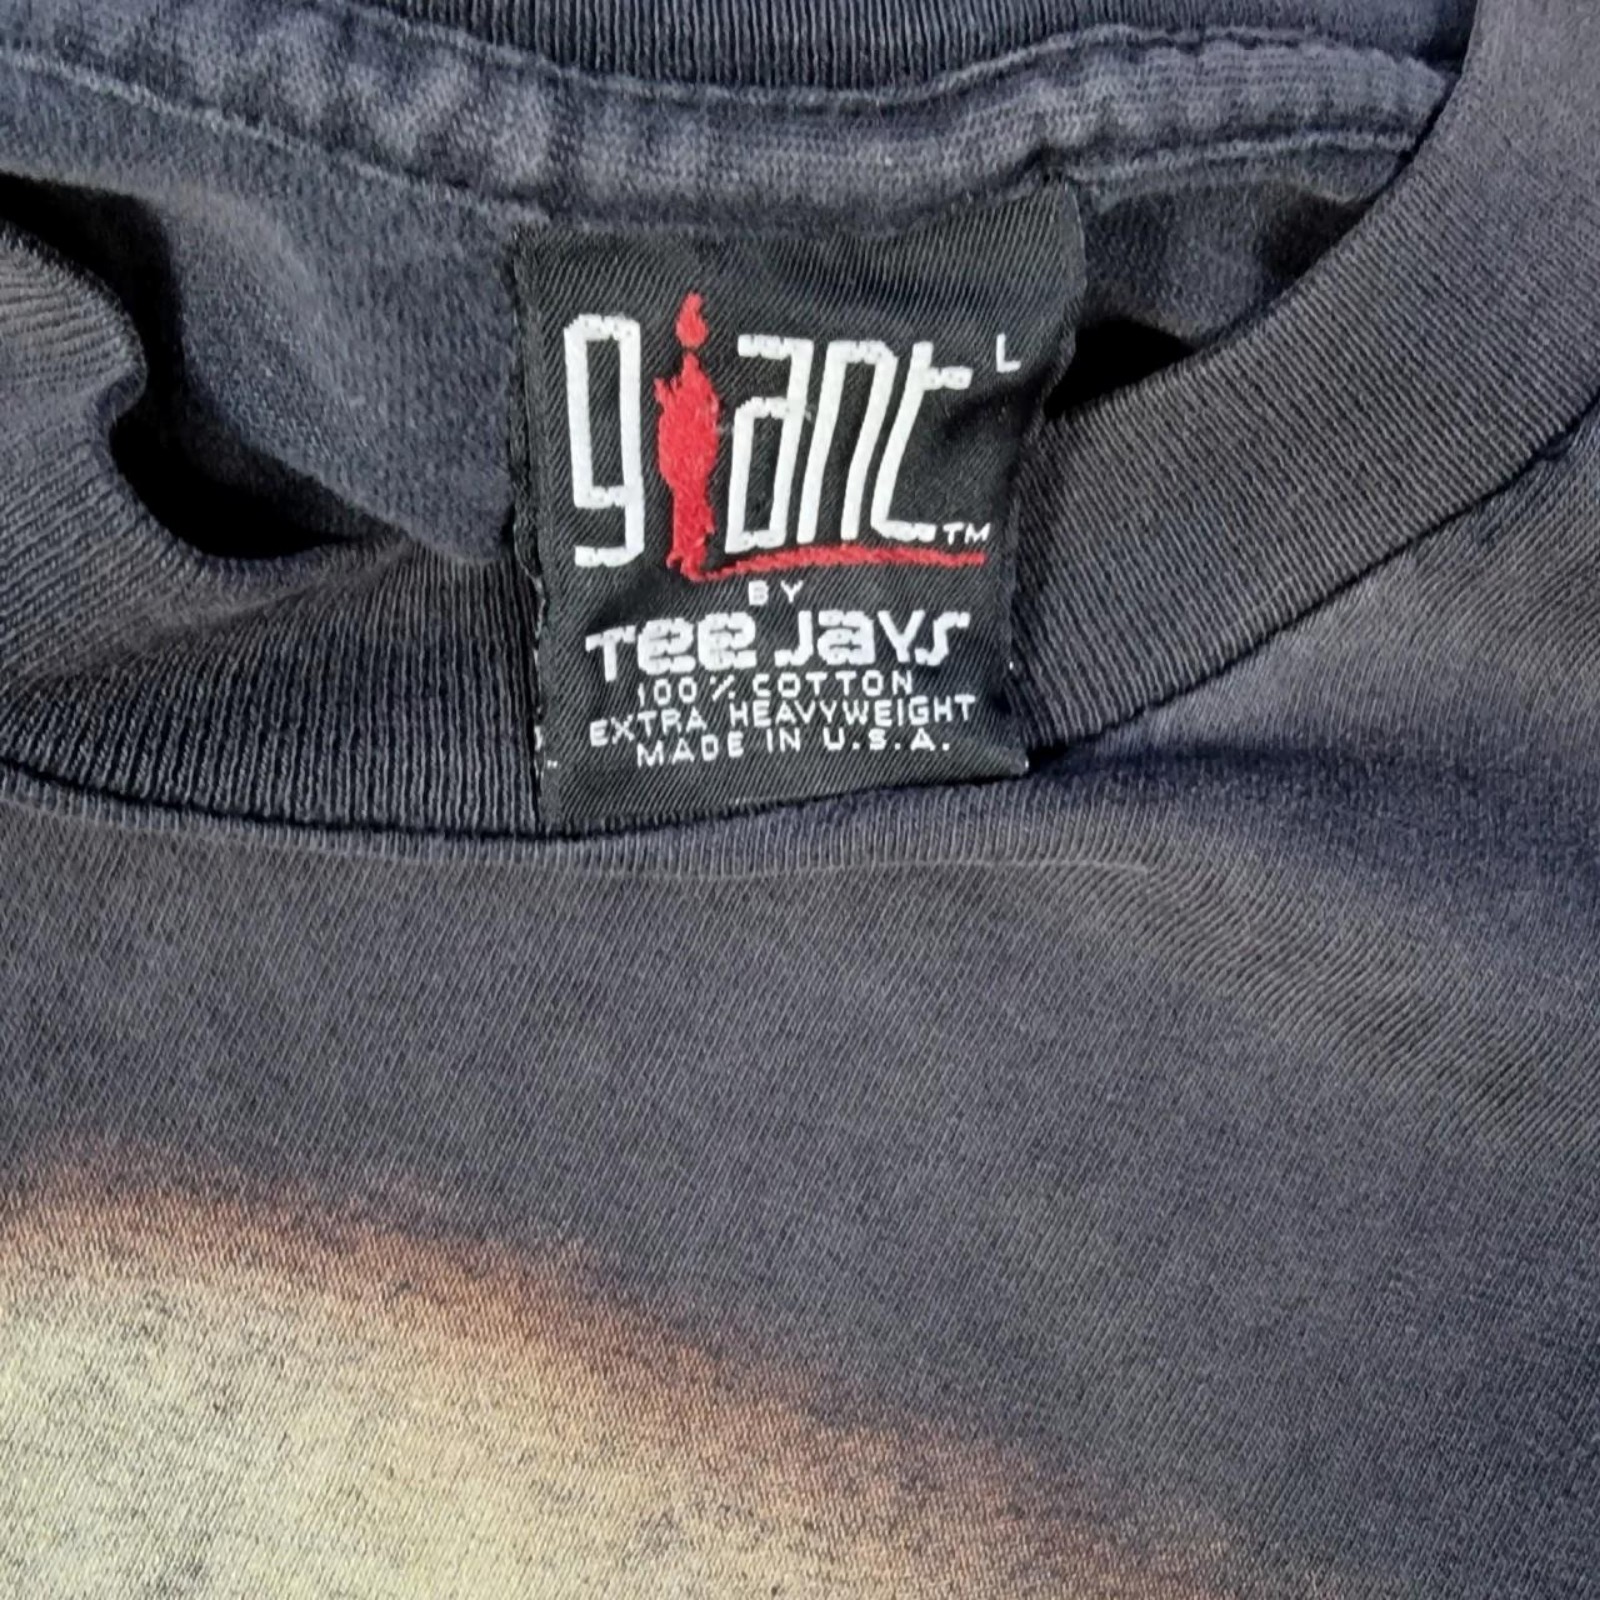 giant L
TM
BY
Tee Jays
100% COTTON
EXTRA HEAVYWEIGHT
MADE IN U.S.A.